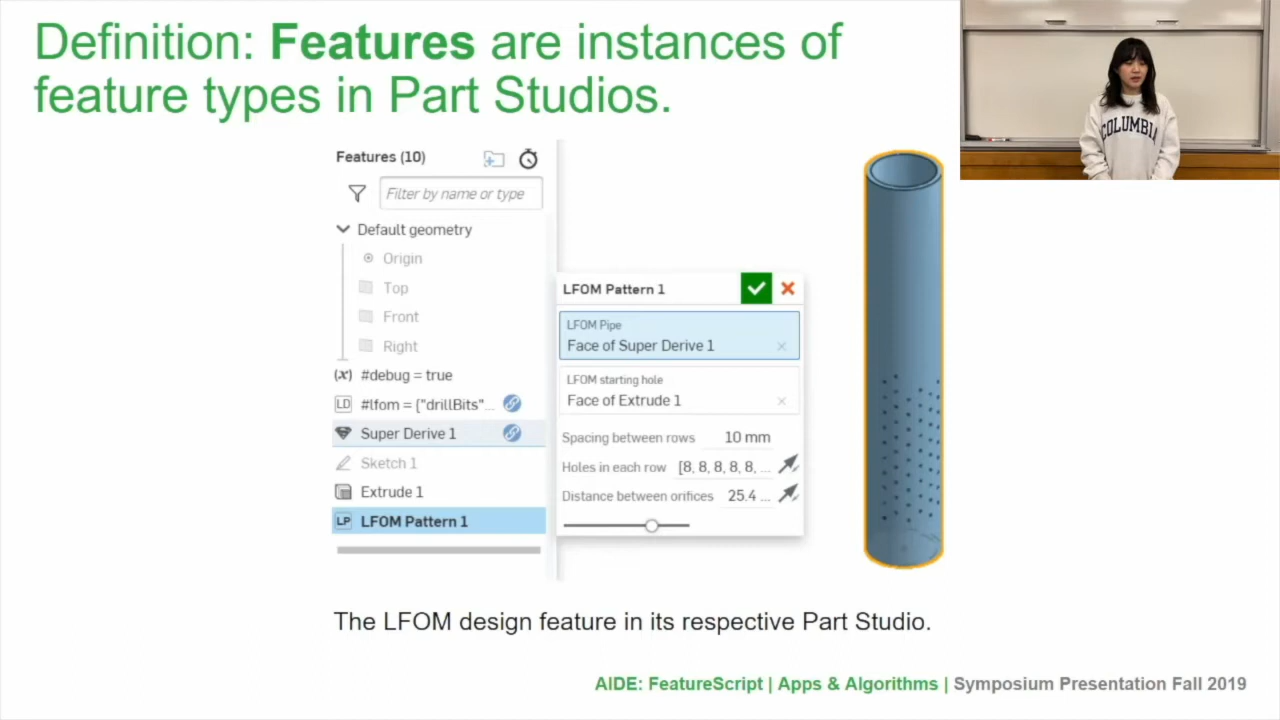 Definition: Features are instances of
feature types in Part Studios.
COLUMBIA
Features (10)
Filter by name or type
Default geometry
Origin
Top
Front
Right
(x) #debug = true
LD #lfom = {"drillBits"...
Super Derive 1
Sketch 1
Extrude 1
LP LFOM Pattern 1
LFOM Pattern 1
LFOM Pipe
Face of Super Derive 1
LFOM starting hole
Face of Extrude 1
Spacing between rows 10 mm
Holes in each row [8, 8, 8, 8, 8, ...
Distance between orifices 25.4 ...
The LFOM design feature in its respective Part Studio.
AIDE: FeatureScript | Apps & Algorithms | Symposium Presentation Fall 2019